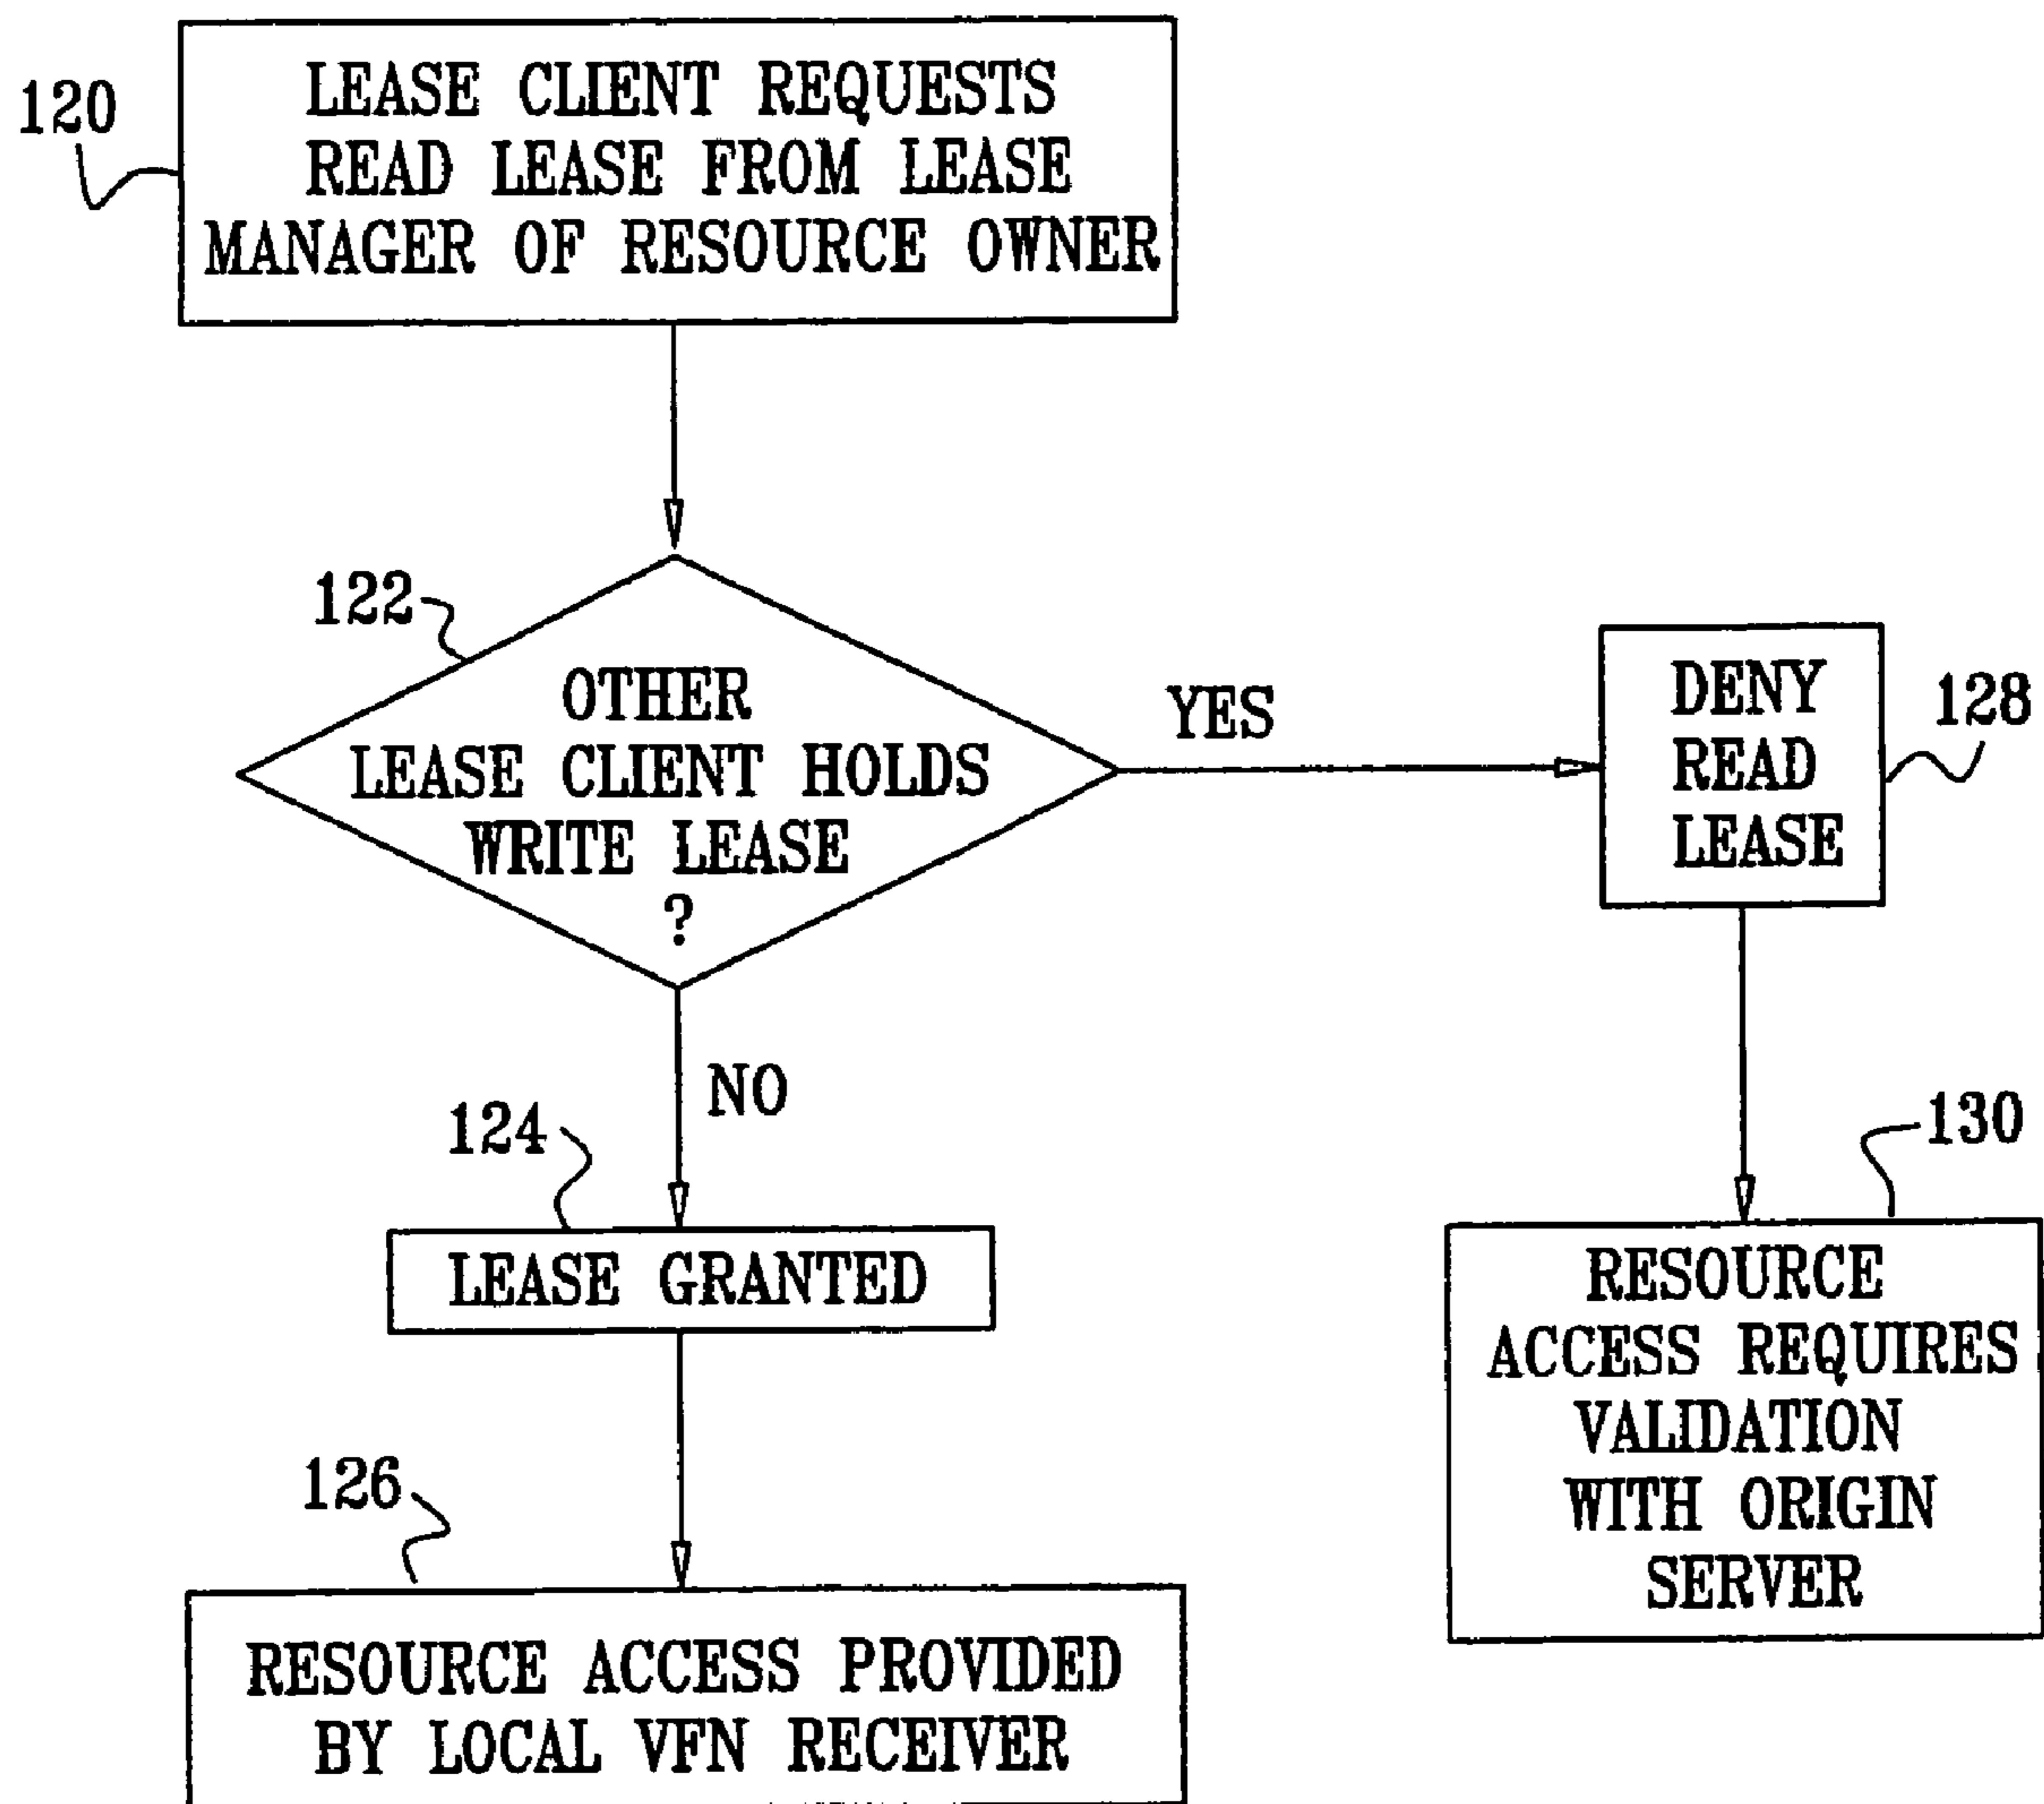 120
LEASE CLIENT REQUESTS
READ LEASE FROM LEASE
MANAGER OF RESOURCE OWNER
122
OTHER
LEASE CLIENT HOLDS
WRITE LEASE
?
YES
DENY
READ
LEASE
128
NO
124
LEASE GRANTED
130
RESOURCE
ACCESS REQUIRES
VALIDATION
WITH ORIGIN
SERVER
126
RESOURCE ACCESS PROVIDED
BY LOCAL VFN RECEIVER